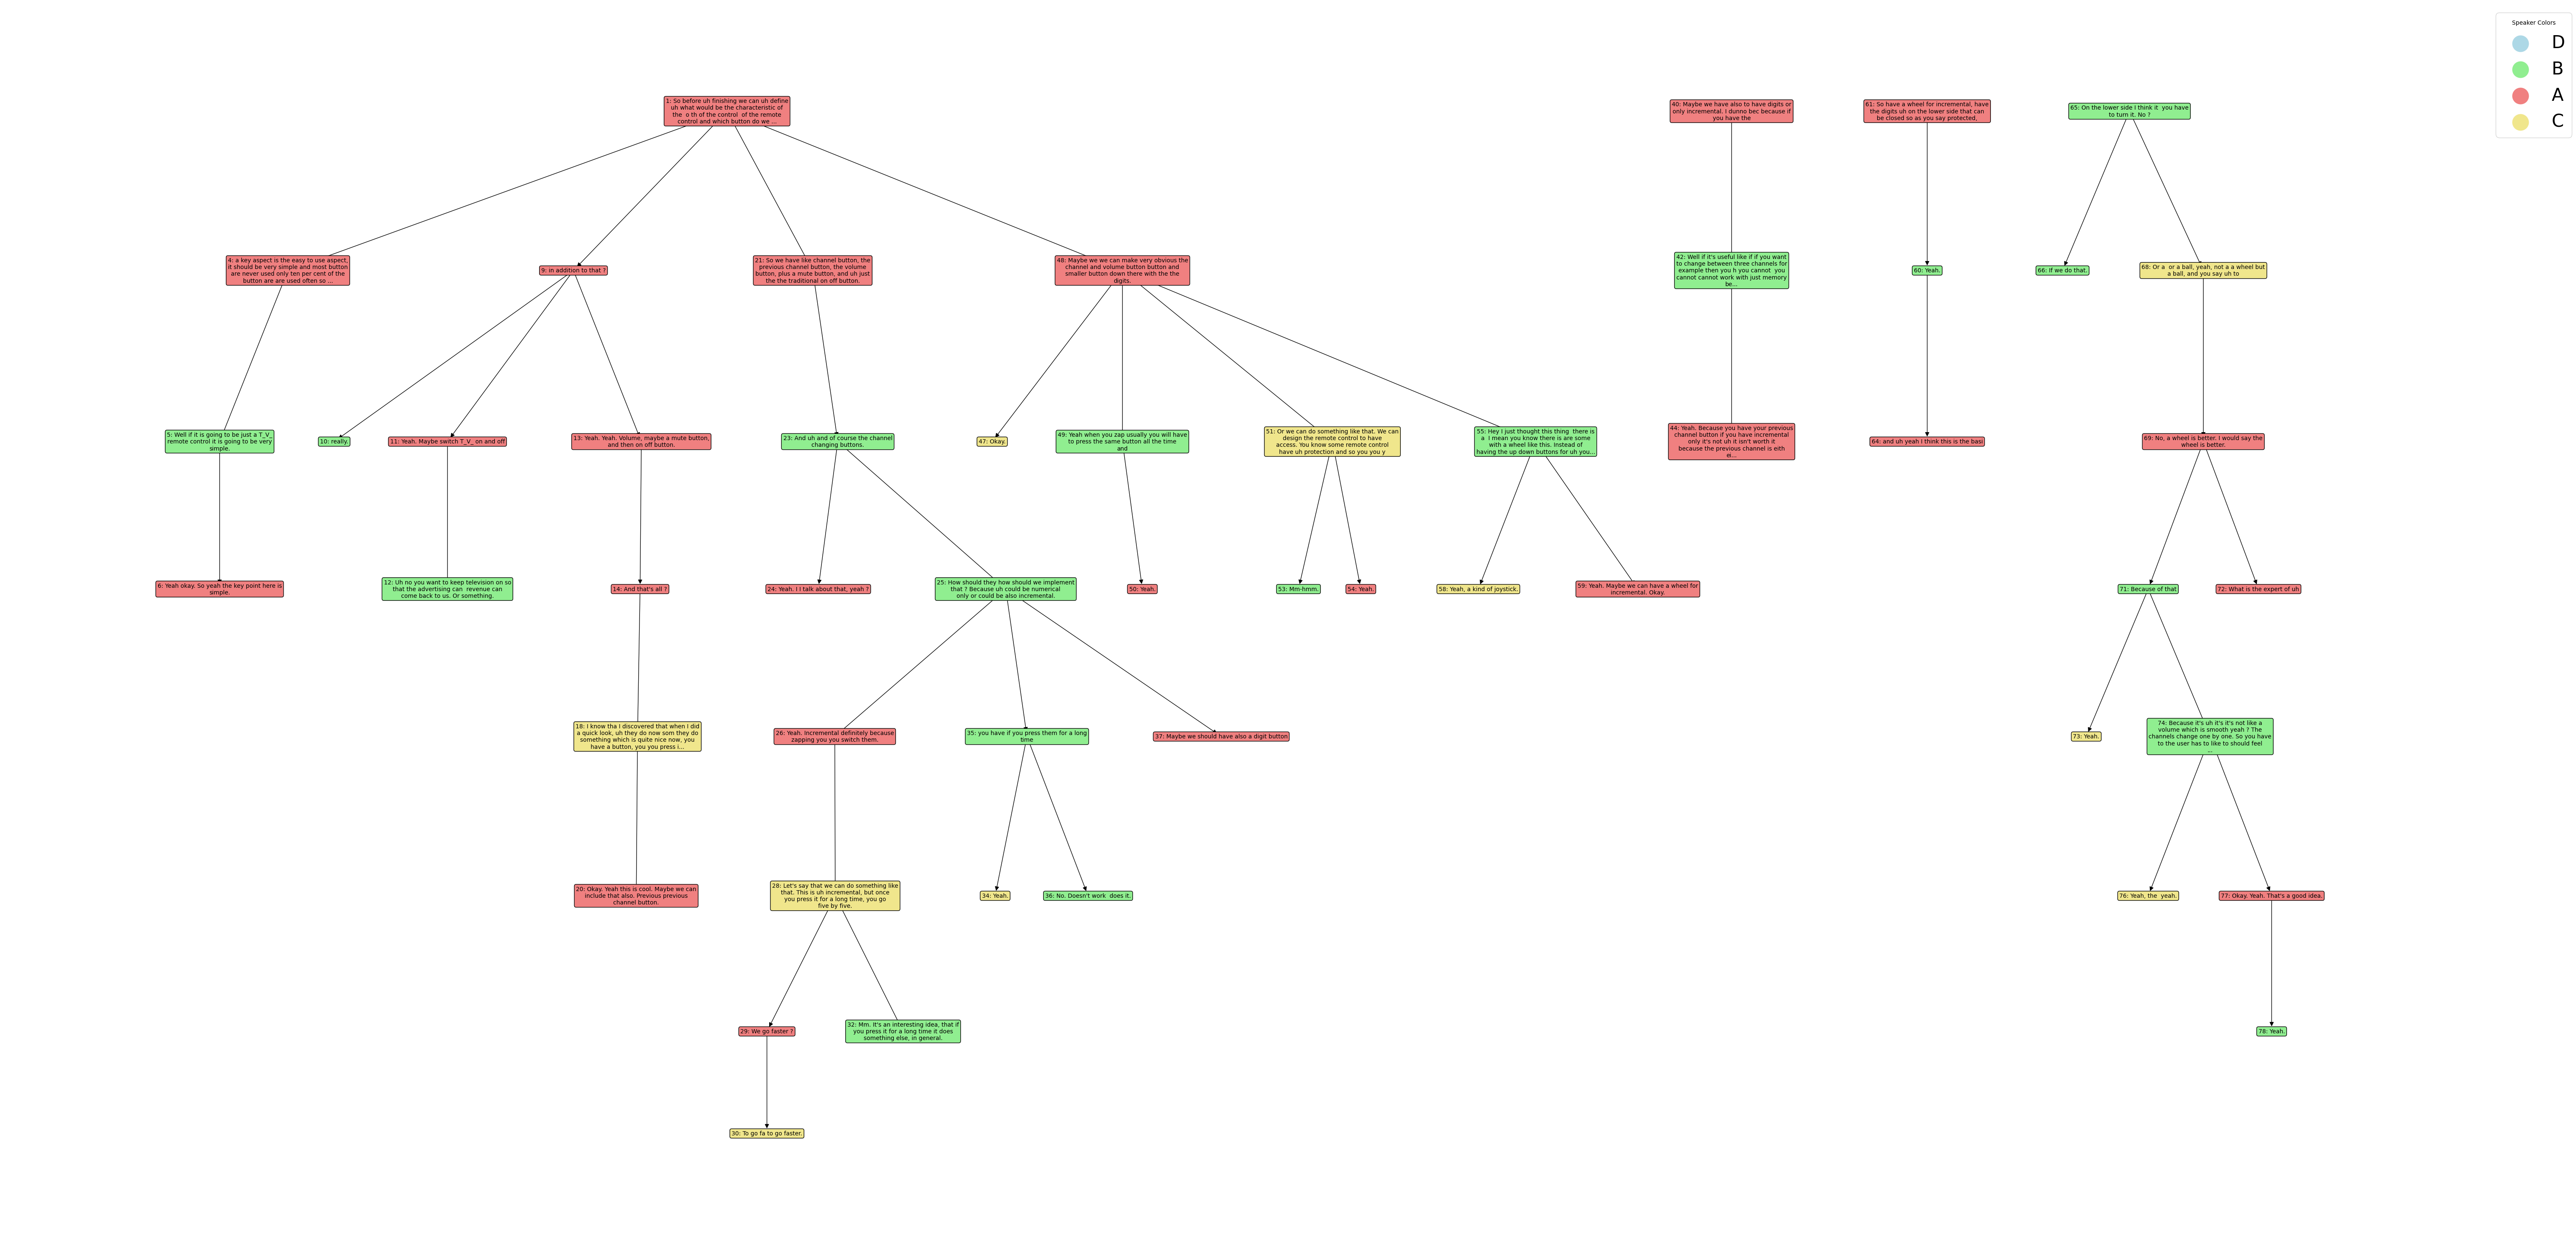 Speaker Colors
D
B
A
C
1: So before uh finishing we can uh define
uh what would be the characteristic of
the  o th of the control  of the remote
control and which button do we ...
40: Maybe we have also to have digits or
only incremental. I dunno bec because if
you have the
61: So have a wheel for incremental, have
the digits uh on the lower side that can
be closed so as you say protected,
65: On the lower side I think it  you have
to turn it. No ?
4: a key aspect is the easy to use aspect,
it should be very simple and most button
are never used only ten per cent of the
button are are used often so ...
9: in addition to that ?
21: So we have like channel button, the
previous channel button, the volume
button, plus a mute button, and uh just
the the traditional on off button.
48: Maybe we we can make very obvious the
channel and volume button button and
smaller button down there with the the
digits.
42: Well if it's useful like if if you want
to change between three channels for
example then you h you cannot  you
cannot cannot work with just memory
be...
60: Yeah.
66: If we do that.
68: Or a  or a ball, yeah, not a a wheel but
a ball, and you say uh to
5: Well if it is going to be just a T_V_
remote control it is going to be very
simple.
10: really.
11: Yeah. Maybe switch T_V_ on and off
13: Yeah. Yeah. Volume, maybe a mute button,
and then on off button.
23: And uh and of course the channel
changing buttons.
47: Okay.
49: Yeah when you zap usually you will have
to press the same button all the time
and
51: Or we can do something like that. We can
design the remote control to have
access. You know some remote control
have uh protection and so you you y
55: Hey I just thought this thing  there is
a  I mean you know there is are some
with a wheel like this. Instead of
having the up down buttons for uh you...
44: Yeah. Because you have your previous
channel button if you have incremental
only it's not uh it isn't worth it
because the previous channel is eith
ei...
64: and uh yeah I think this is the basi
69: No, a wheel is better. I would say the
wheel is better.
6: Yeah okay. So yeah the key point here is
simple.
12: Uh no you want to keep television on so
that the advertising can  revenue can
come back to us. Or something.
14: And that's all ?
24: Yeah. I I talk about that, yeah ?
25: How should they how should we implement
that ? Because uh could be numerical
only or could be also incremental.
50: Yeah.
53: Mm-hmm.
54: Yeah.
58: Yeah, a kind of joystick.
59: Yeah. Maybe we can have a wheel for
incremental. Okay.
71: Because of that
72: What is the expert of uh
18: I know tha I discovered that when I did
a quick look, uh they do now som they do
something which is quite nice now, you
have a button, you you press i...
26: Yeah. Incremental definitely because
zapping you you switch them.
35: you have if you press them for a long
time
37: Maybe we should have also a digit button
73: Yeah.
74: Because it's uh it's it's not like a
volume which is smooth yeah ? The
channels change one by one. So you have
to the user has to like to should feel
...
20: Okay. Yeah this is cool. Maybe we can
include that also. Previous previous
channel button.
28: Let's say that we can do something like
that. This is uh incremental, but once
you press it for a long time, you go
five by five.
34: Yeah.
36: No. Doesn't work  does it.
76: Yeah, the  yeah.
77: Okay. Yeah. That's a good idea.
29: We go faster ?
32: Mm. It's an interesting idea, that if
you press it for a long time it does
something else, in general.
78: Yeah.
30: To go fa to go faster.